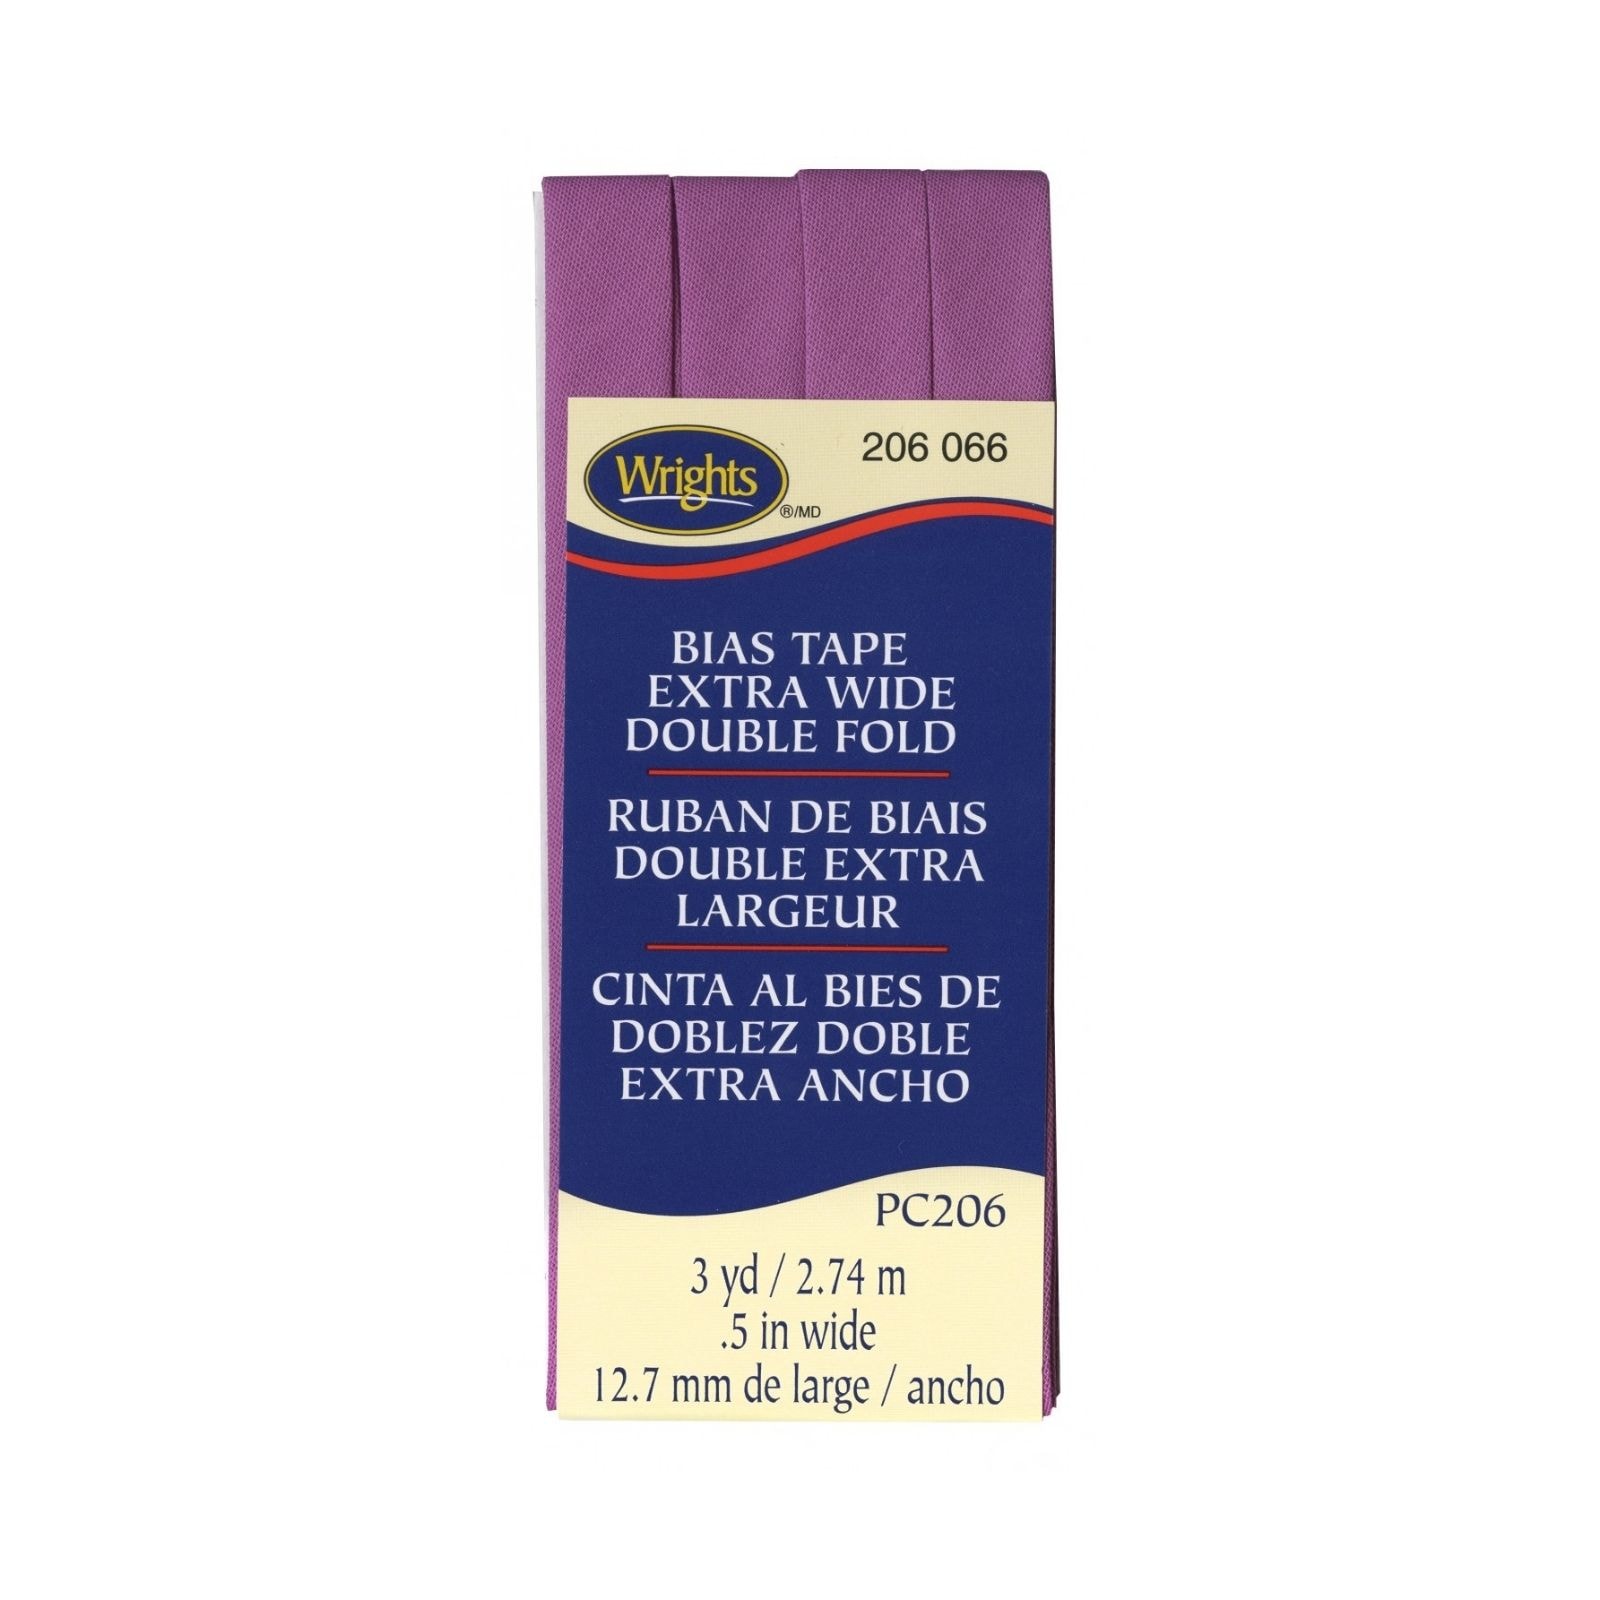 Wrights
®/MD
206 066
BIAS TAPE
EXTRA WIDE
DOUBLE FOLD
RUBAN DE BIAIS
DOUBLE EXTRA
LARGEUR
CINTA AL BIES DE
DOBLEZ DOBLE
EXTRA ANCHO
PC206
3 yd / 2.74 m
.5 in wide
12.7 mm de large / ancho